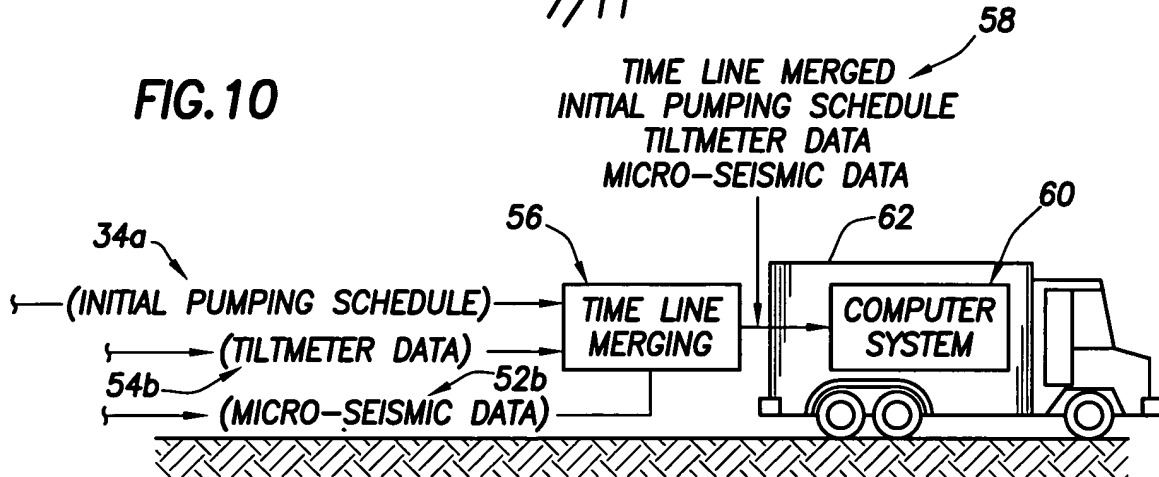 58
FIG.10
TIME LINE MERGED
INITIAL PUMPING SCHEDULE
TILTMETER DATA
MICRO-SEISMIC DATA
34a
56
62
60
(INITIAL PUMPING SCHEDULE)
TIME LINE
MERGING
COMPUTER
SYSTEM
(TILTMETER DATA)
54b
52b
(MICRO-SEISMIC DATA)